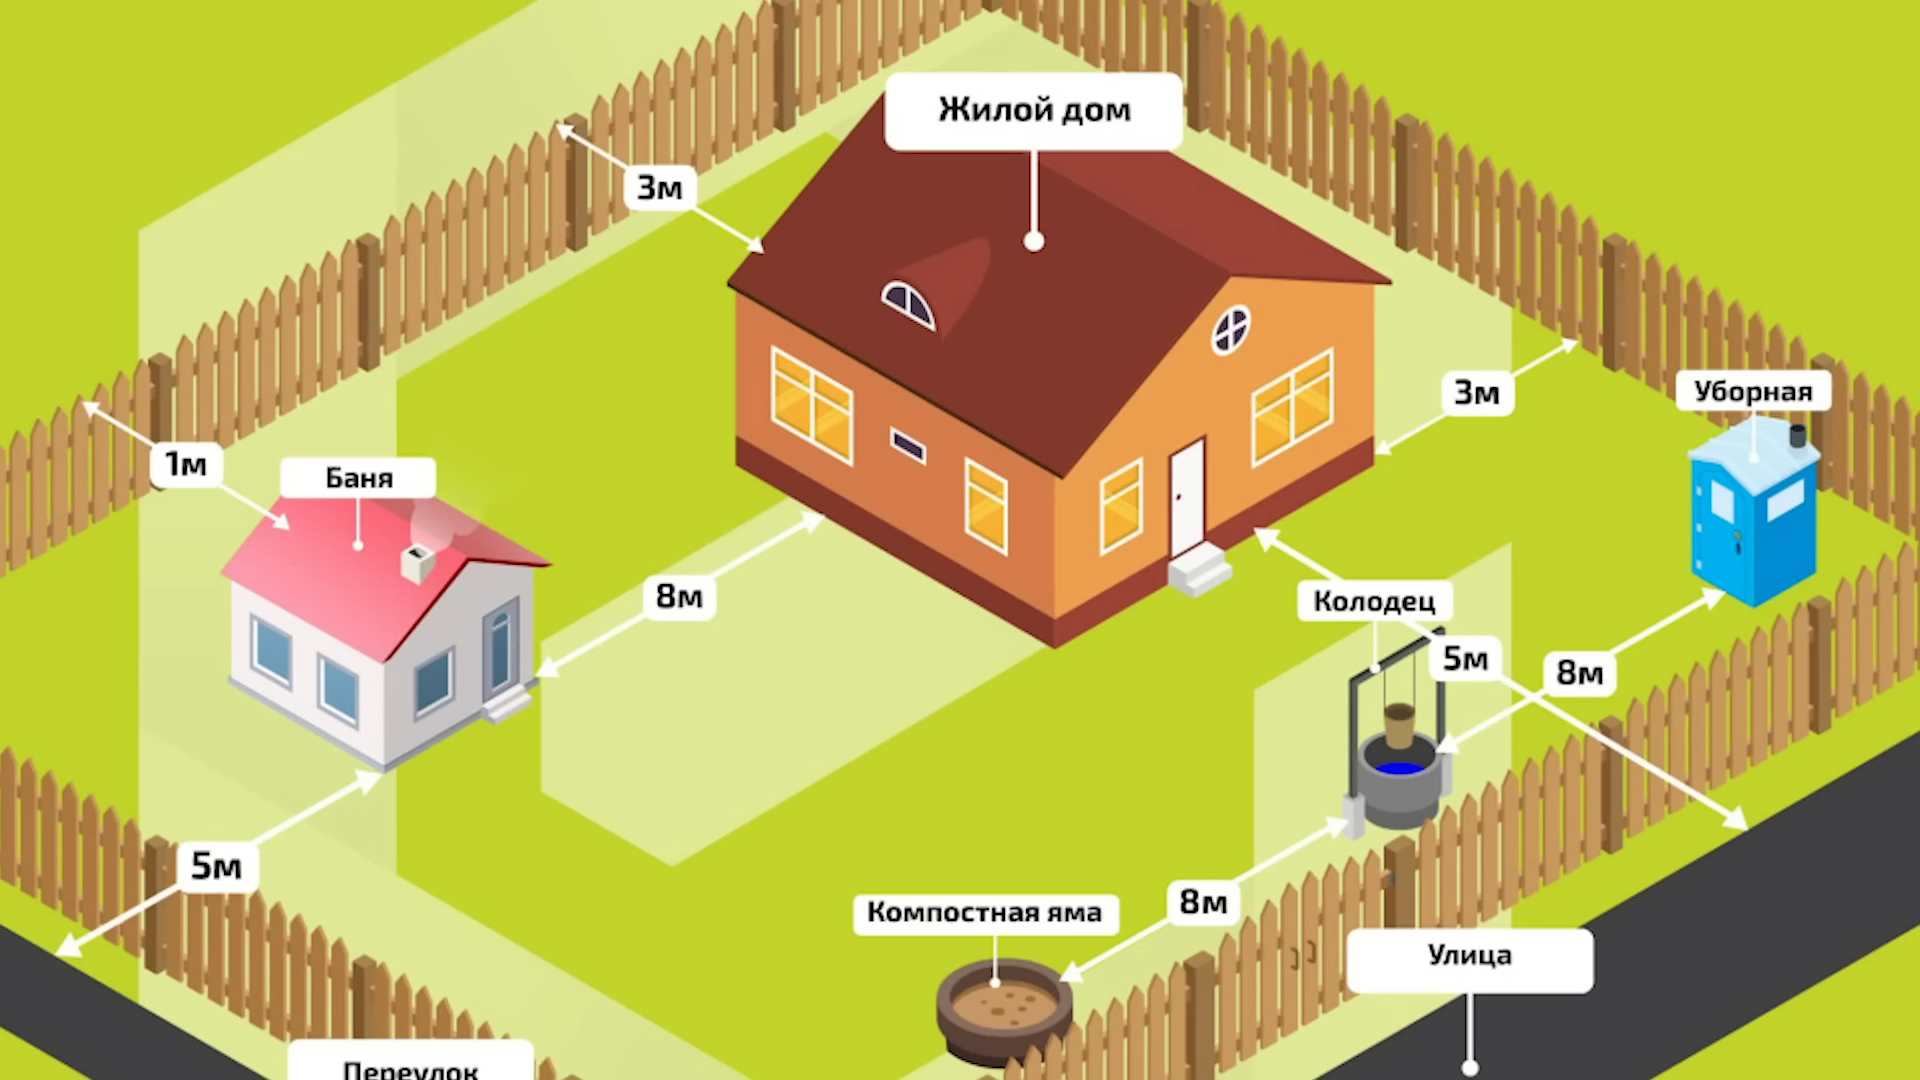 Жилой дом
3м
3м
Уборная
1м
Баня
8м
Колодец
5м
8м
5м
8м
Компостная яма
Улица
Переулок